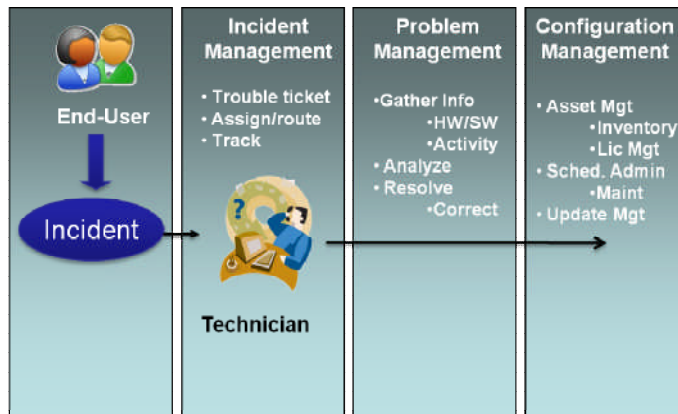 End-User
Incident
Incident
Management
• Trouble ticket
• Assign/route
• Track
?
Technician
Problem
Management
•Gather Info
•HW/SW
•Activity
• Analyze
• Resolve
•Correct
Configuration
Management
• Asset Mgt
•Inventory
•Lic Mgt
• Sched. Admin
•Maint
• Update Mgt